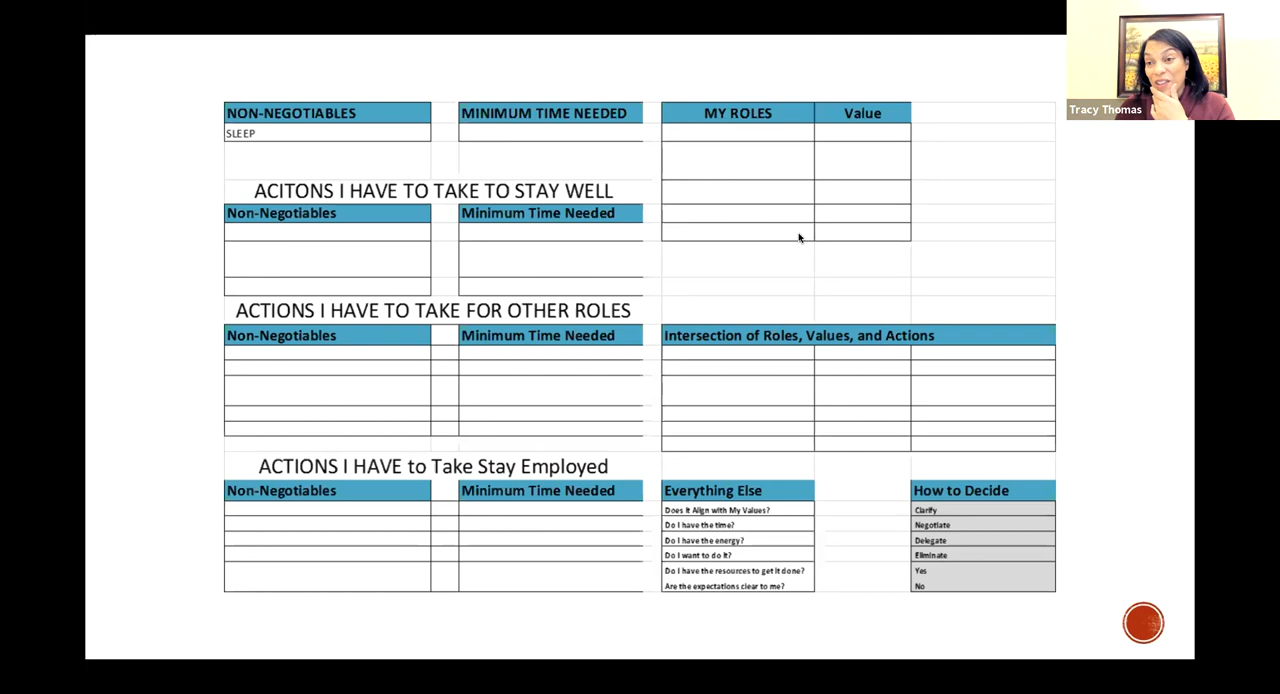 Tracy Thomas
NON-NEGOTIABLES MINIMUM TIME NEEDED MY ROLES Value
SLEEP
ACITONS I HAVE TO TAKE TO STAY WELL
Non-Negotiables Minimum Time Needed
ACTIONS I HAVE TO TAKE FOR OTHER ROLES
Non-Negotiables Minimum Time Needed Intersection of Roles, Values, and Actions
ACTIONS I HAVE to Take Stay Employed
Non-Negotiables Minimum Time Needed Everything Else How to Decide
Does It Align with My Values? Clarify
Do I have the time? Negotiate
Do I have the energy? Delegate
Do I want to do it? Eliminate
Do I have the resources to get it done? Yes
Are the expectations clear to me? No